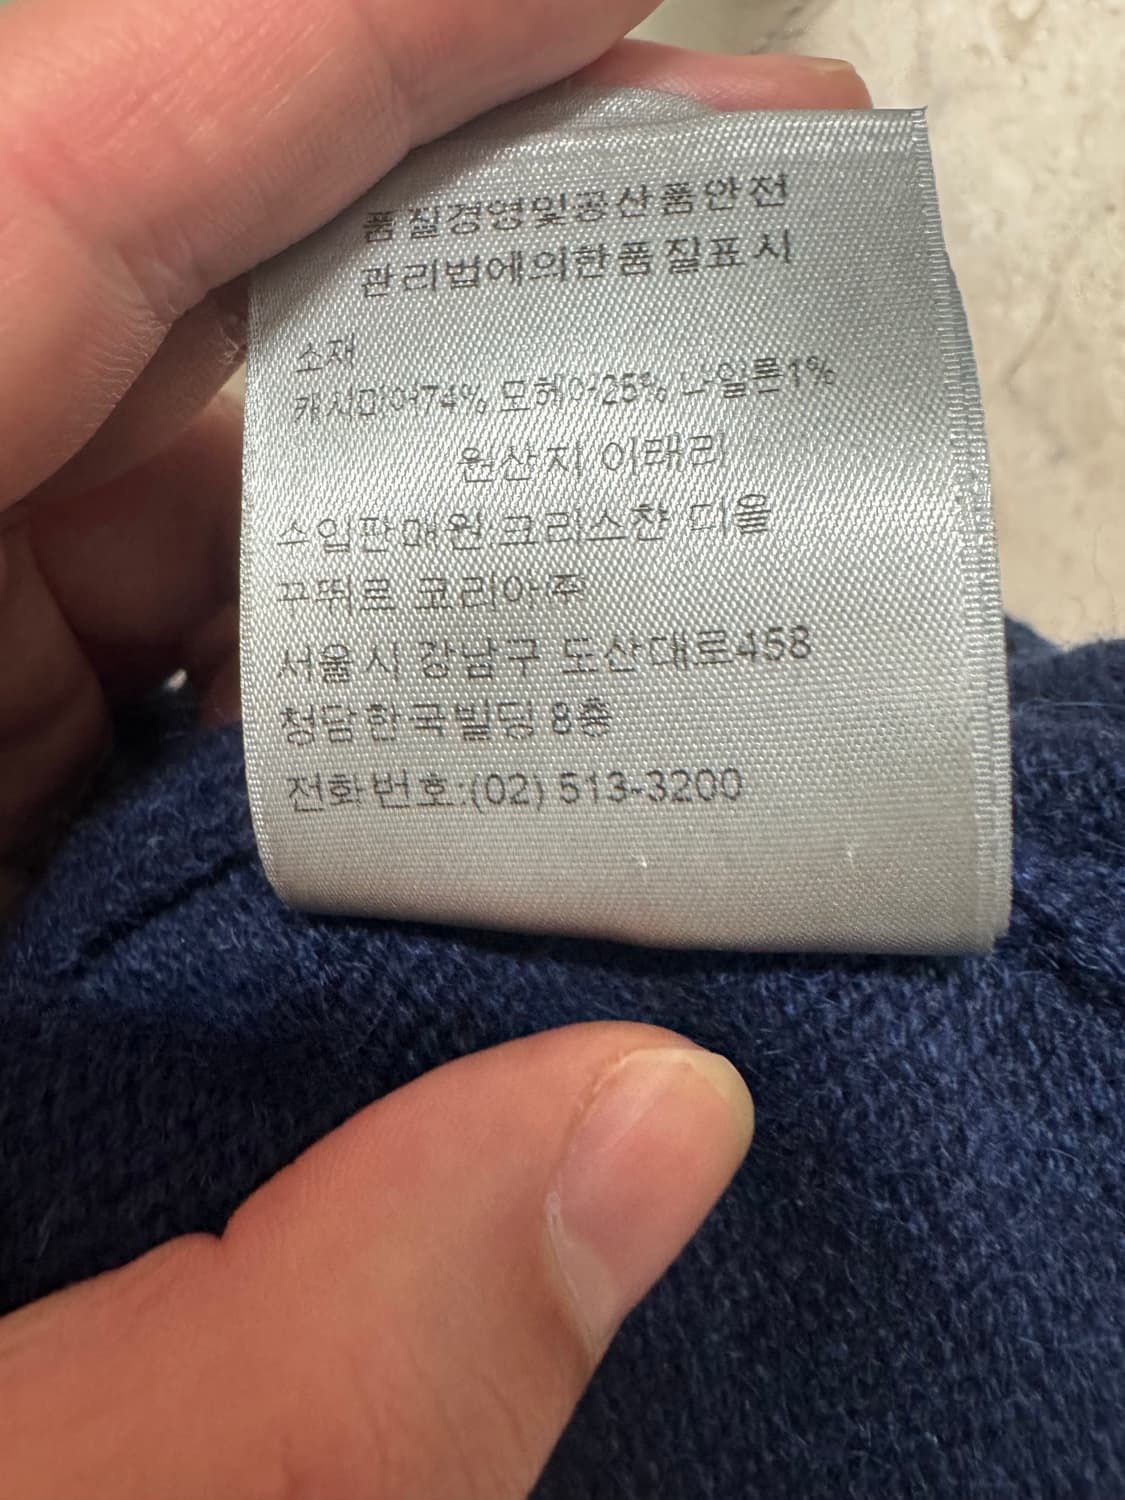 품질경영및공산품안전
관리법에의한품질표시
소재
캐시미어74% 모헤어25% 나일론1%
원산지 이태리
수입판매원:크리스챤 디올
꾸뛰르 코리아㈜
서울시 강남구 도산대로458
청담한국빌딩 8층
전화번호:(02) 513-3200